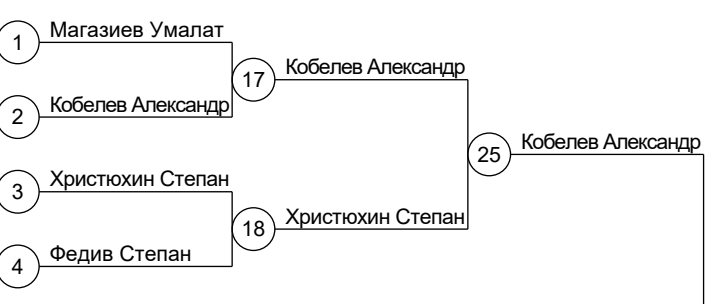 1 Магазиев Умалат
17 Кобелев Александр
2 Кобелев Александр
25 Кобелев Александр
3 Христюхин Степан
18 Христюхин Степан
4 Федив Степан